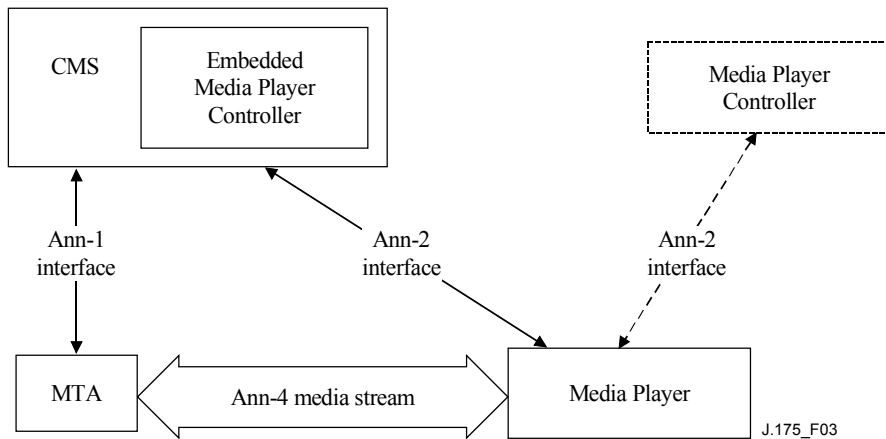 CMS
Embedded
Media Player
Controller
Media Player
Controller
Ann-1
interface
Ann-2
interface
Ann-2
interface
MTA
Ann-4 media stream
Media Player
J.175_F03